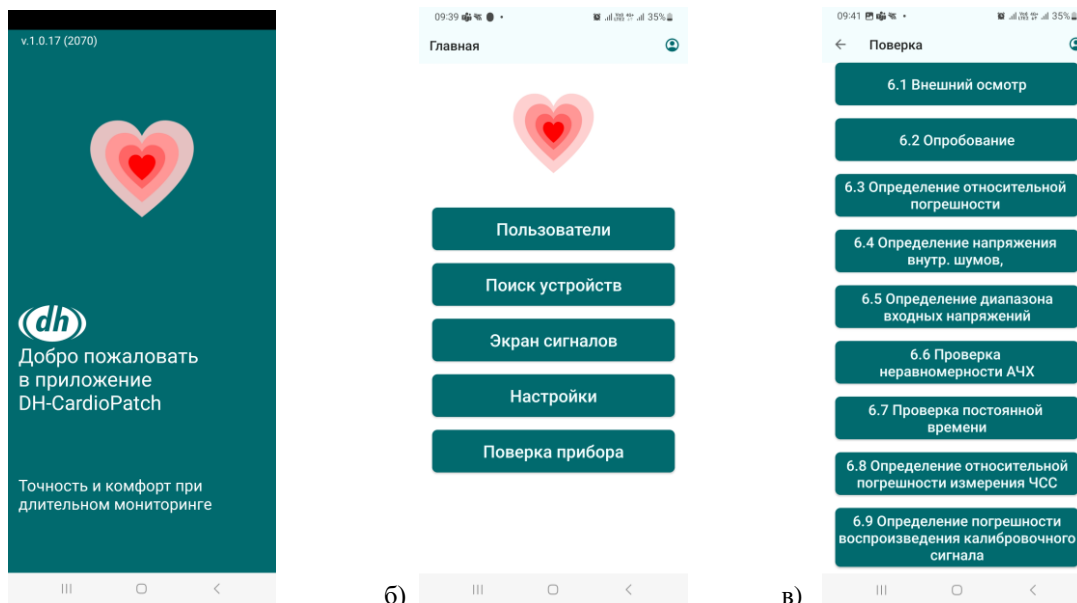 v.1.0.17 (2070)
dh
Добро пожаловать
в приложение
DH-CardioPatch
Точность и комфорт при
длительном мониторинге
б)
09:39
35%
Главная
Пользователи
Поиск устройств
Экран сигналов
Настройки
Поверка прибора
в)
09:41
35%
Поверка
6.1 Внешний осмотр
6.2 Опробование
6.3 Определение относительной
погрешности
6.4 Определение напряжения
внутр. шумов,
6.5 Определение диапазона
входных напряжений
6.6 Проверка
неравномерности АЧХ
6.7 Проверка постоянной
времени
6.8 Определение относительной
погрешности измерения ЧСС
6.9 Определение погрешности
воспроизведения калибровочного
сигнала